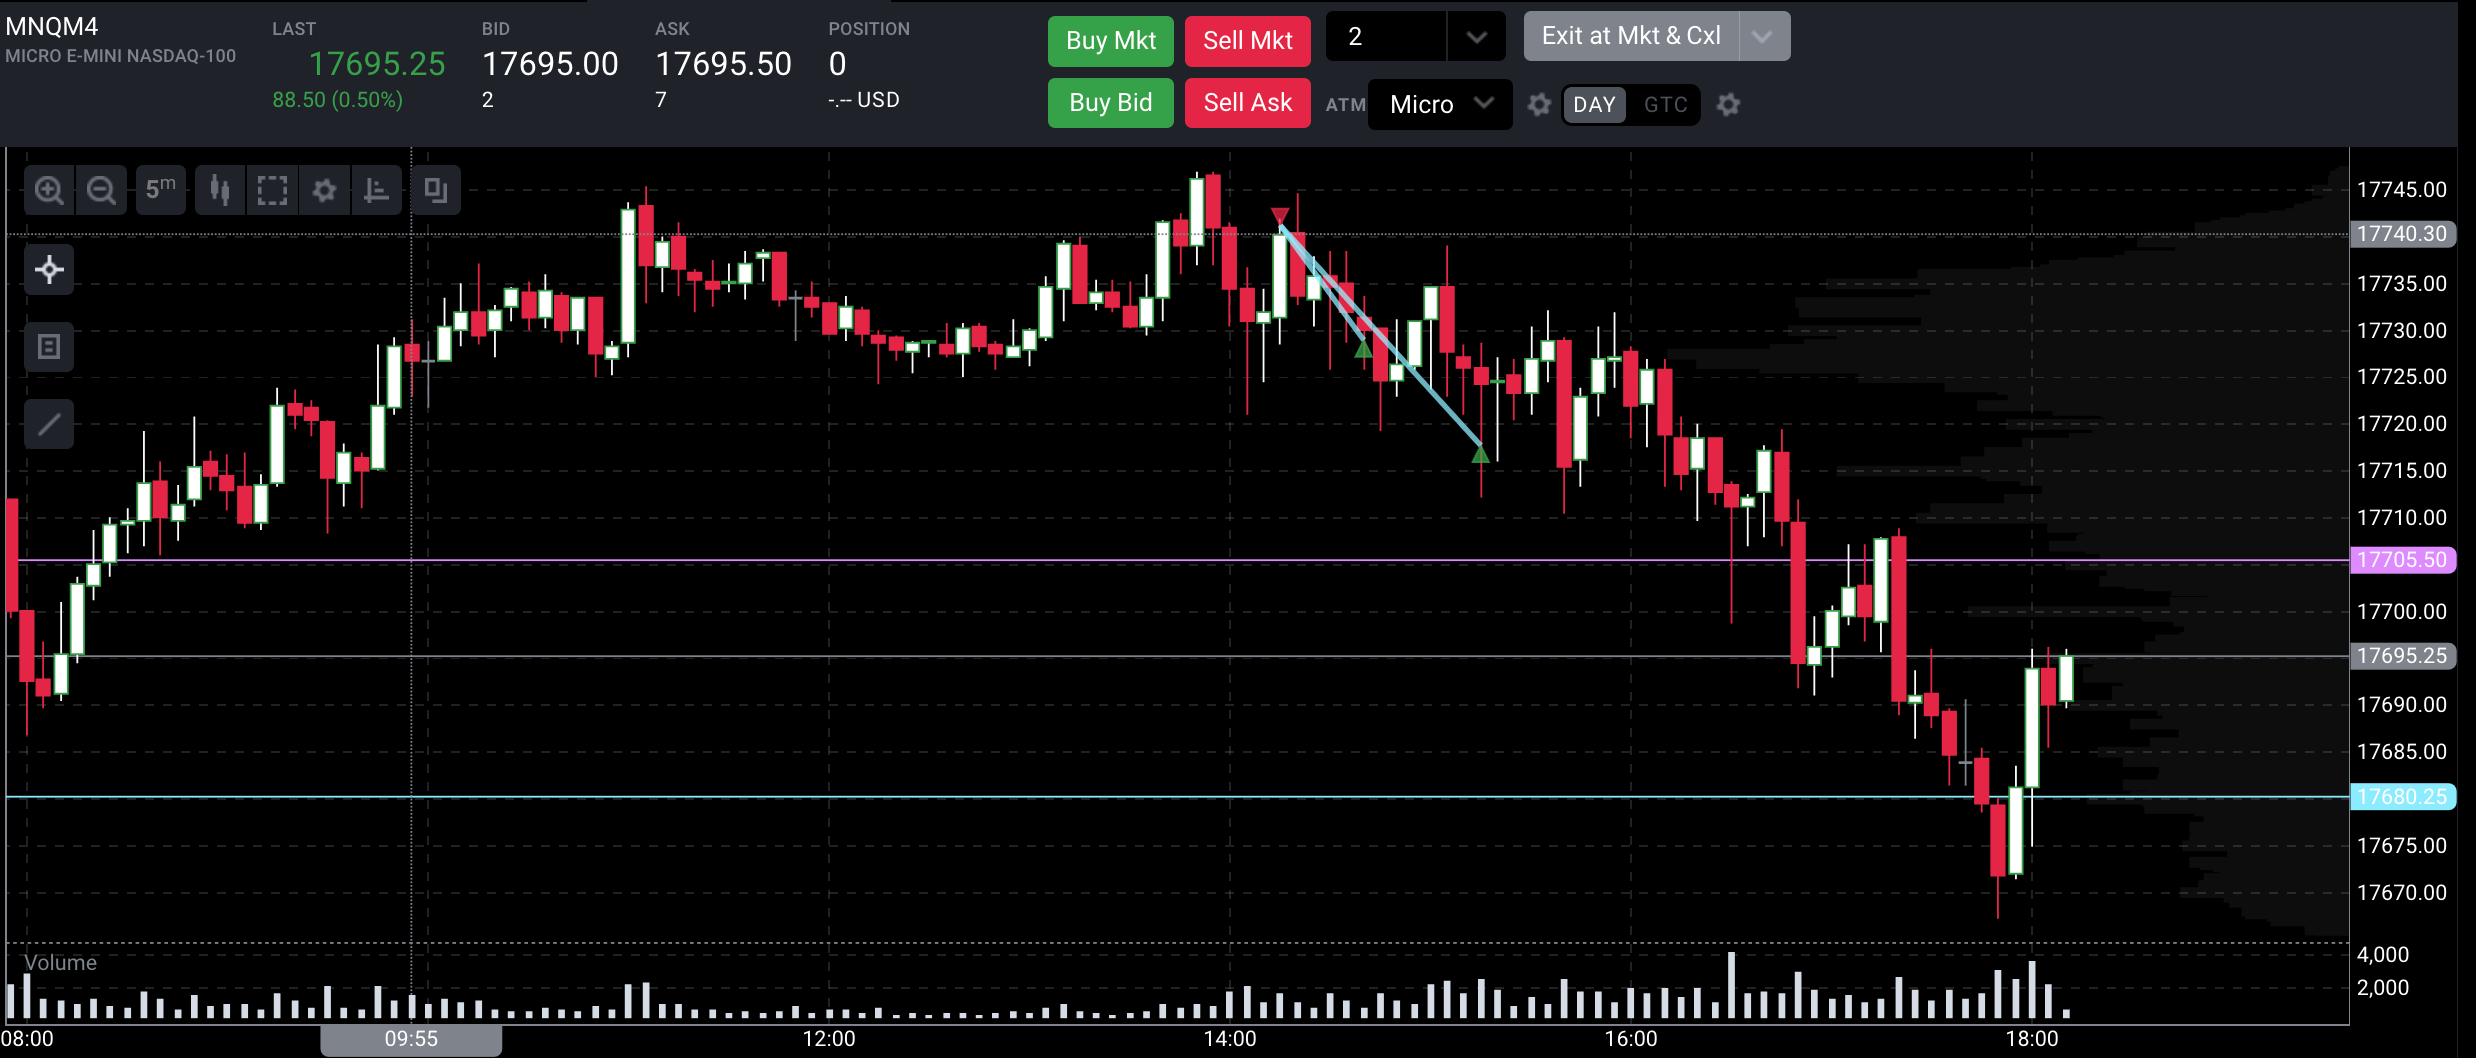 MNQM4
MICRO E-MINI NASDAQ-100
LAST
17695.25
88.50 (0.50%)
BID
17695.00
2
ASK
17695.50
7
POSITION
0
-.-- USD
Buy Mkt
Sell Mkt
2
Exit at Mkt & Cxl
Buy Bid
Sell Ask
ATM
Micro
DAY
GTC
5m
17745.00
17740.30
17735.00
17730.00
17725.00
17720.00
17715.00
17710.00
17705.50
17700.00
17695.25
17690.00
17685.00
17680.25
17675.00
17670.00
Volume
4,000
2,000
08:00
09:55
12:00
14:00
16:00
18:00